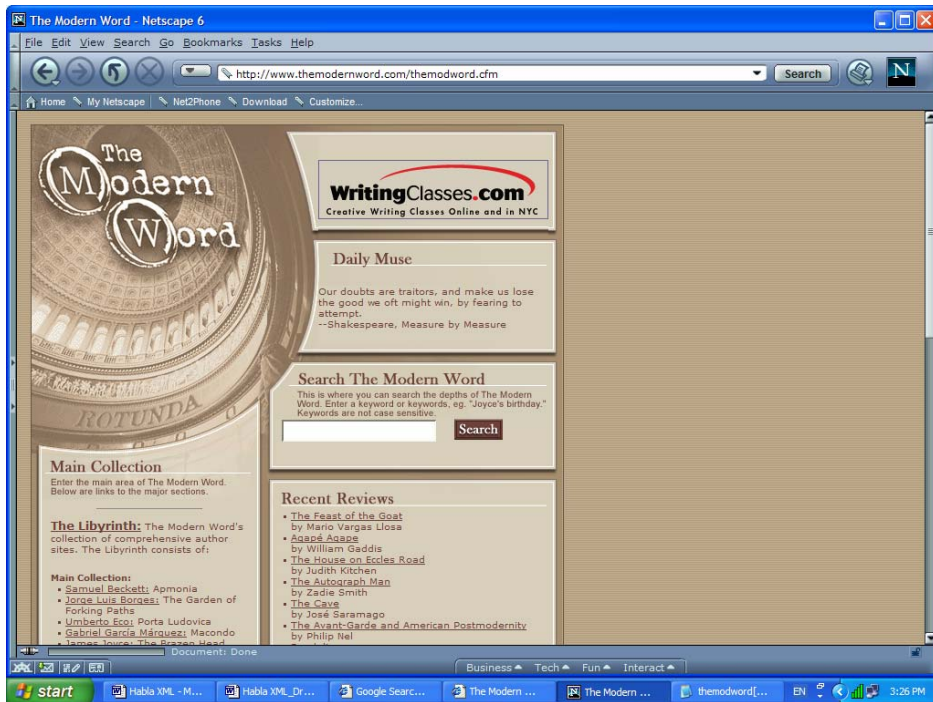 The Modern Word - Netscape 6
File Edit View Search Go Bookmarks Tasks Help
http://www.themodernword.com/themodword.cfm
Search
N
Home My Netscape Net2Phone Download Customize...
The
Modern
Word
ROTUNDA
WritingClasses.com
Creative Writing Classes Online and in NYC
Daily Muse
Our doubts are traitors, and make us lose
the good we oft might win, by fearing to
attempt.
--Shakespeare, Measure by Measure
Search The Modern Word
This is where you can search the depths of The Modern
Word. Enter a keyword or keywords, eg. "Joyce's birthday."
Keywords are not case sensitive.
Search
Main Collection
Enter the main area of The Modern Word.
Below are links to the major sections.
The Libyrinth: The Modern Word's
collection of comprehensive author
sites. The Libyrinth consists of:
Main Collection:
Samuel Beckett: Apmonia
Jorge Luis Borges: The Garden of
Forking Paths
Umberto Eco: Porta Ludovica
Gabriel García Márquez: Macondo
James Joyce: The Brazen Head
Recent Reviews
The Feast of the Goat
by Mario Vargas Llosa
Agapé Agape
by William Gaddis
The House on Eccles Road
by Judith Kitchen
The Autograph Man
by Zadie Smith
The Cave
by José Saramago
The Avant-Garde and American Postmodernity
by Philip Nel
Document: Done
Business Tech Fun Interact
start
Habla XML - M...
Habla XML_Dr...
Google Searc...
The Modern ...
The Modern ...
themodword[...
EN
3:26 PM